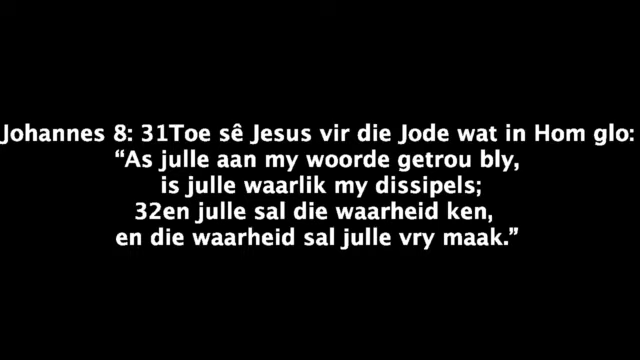 Johannes 8: 31Toe sê Jesus vir die Jode wat in Hom glo:
“As julle aan my woorde getrou bly,
is julle waarlik my dissipels;
32en julle sal die waarheid ken,
en die waarheid sal julle vry maak.”